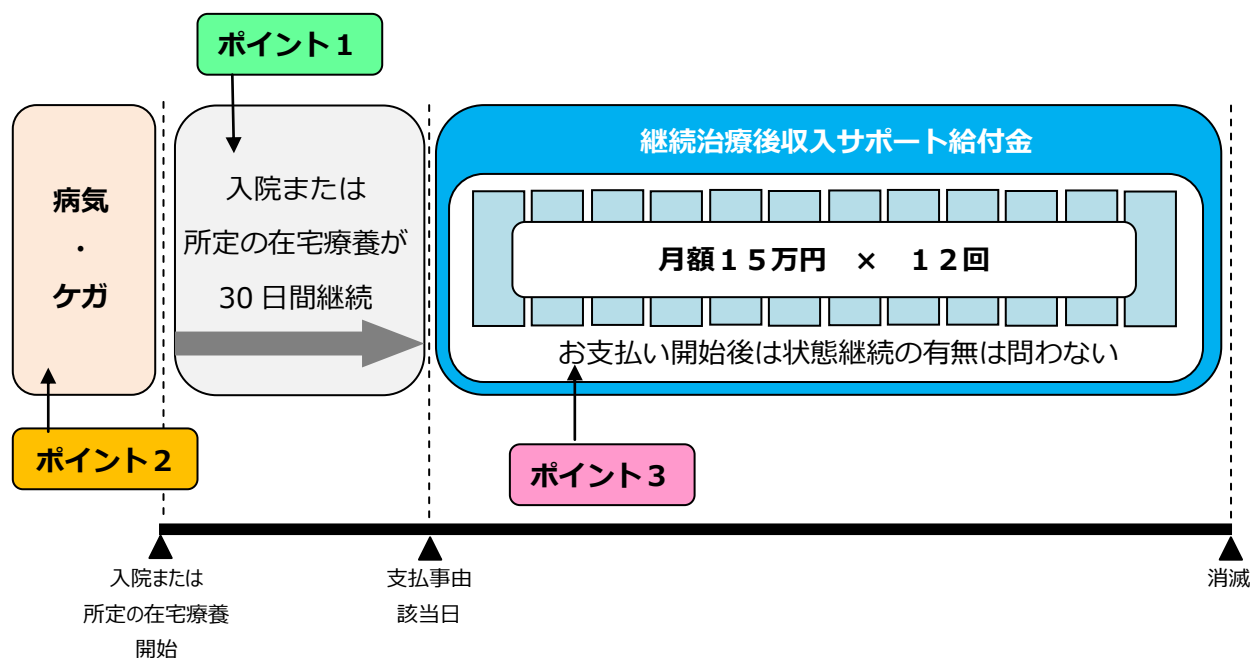 ポイント１
病気
・
ケガ
入院または
所定の在宅療養が
30 日間継続
継続治療後収入サポート給付金
月額１５万円　×　１２回
お支払い開始後は状態継続の有無は問わない
ポイント２
ポイント３
入院または
所定の在宅療養
開始
支払事由
該当日
消滅